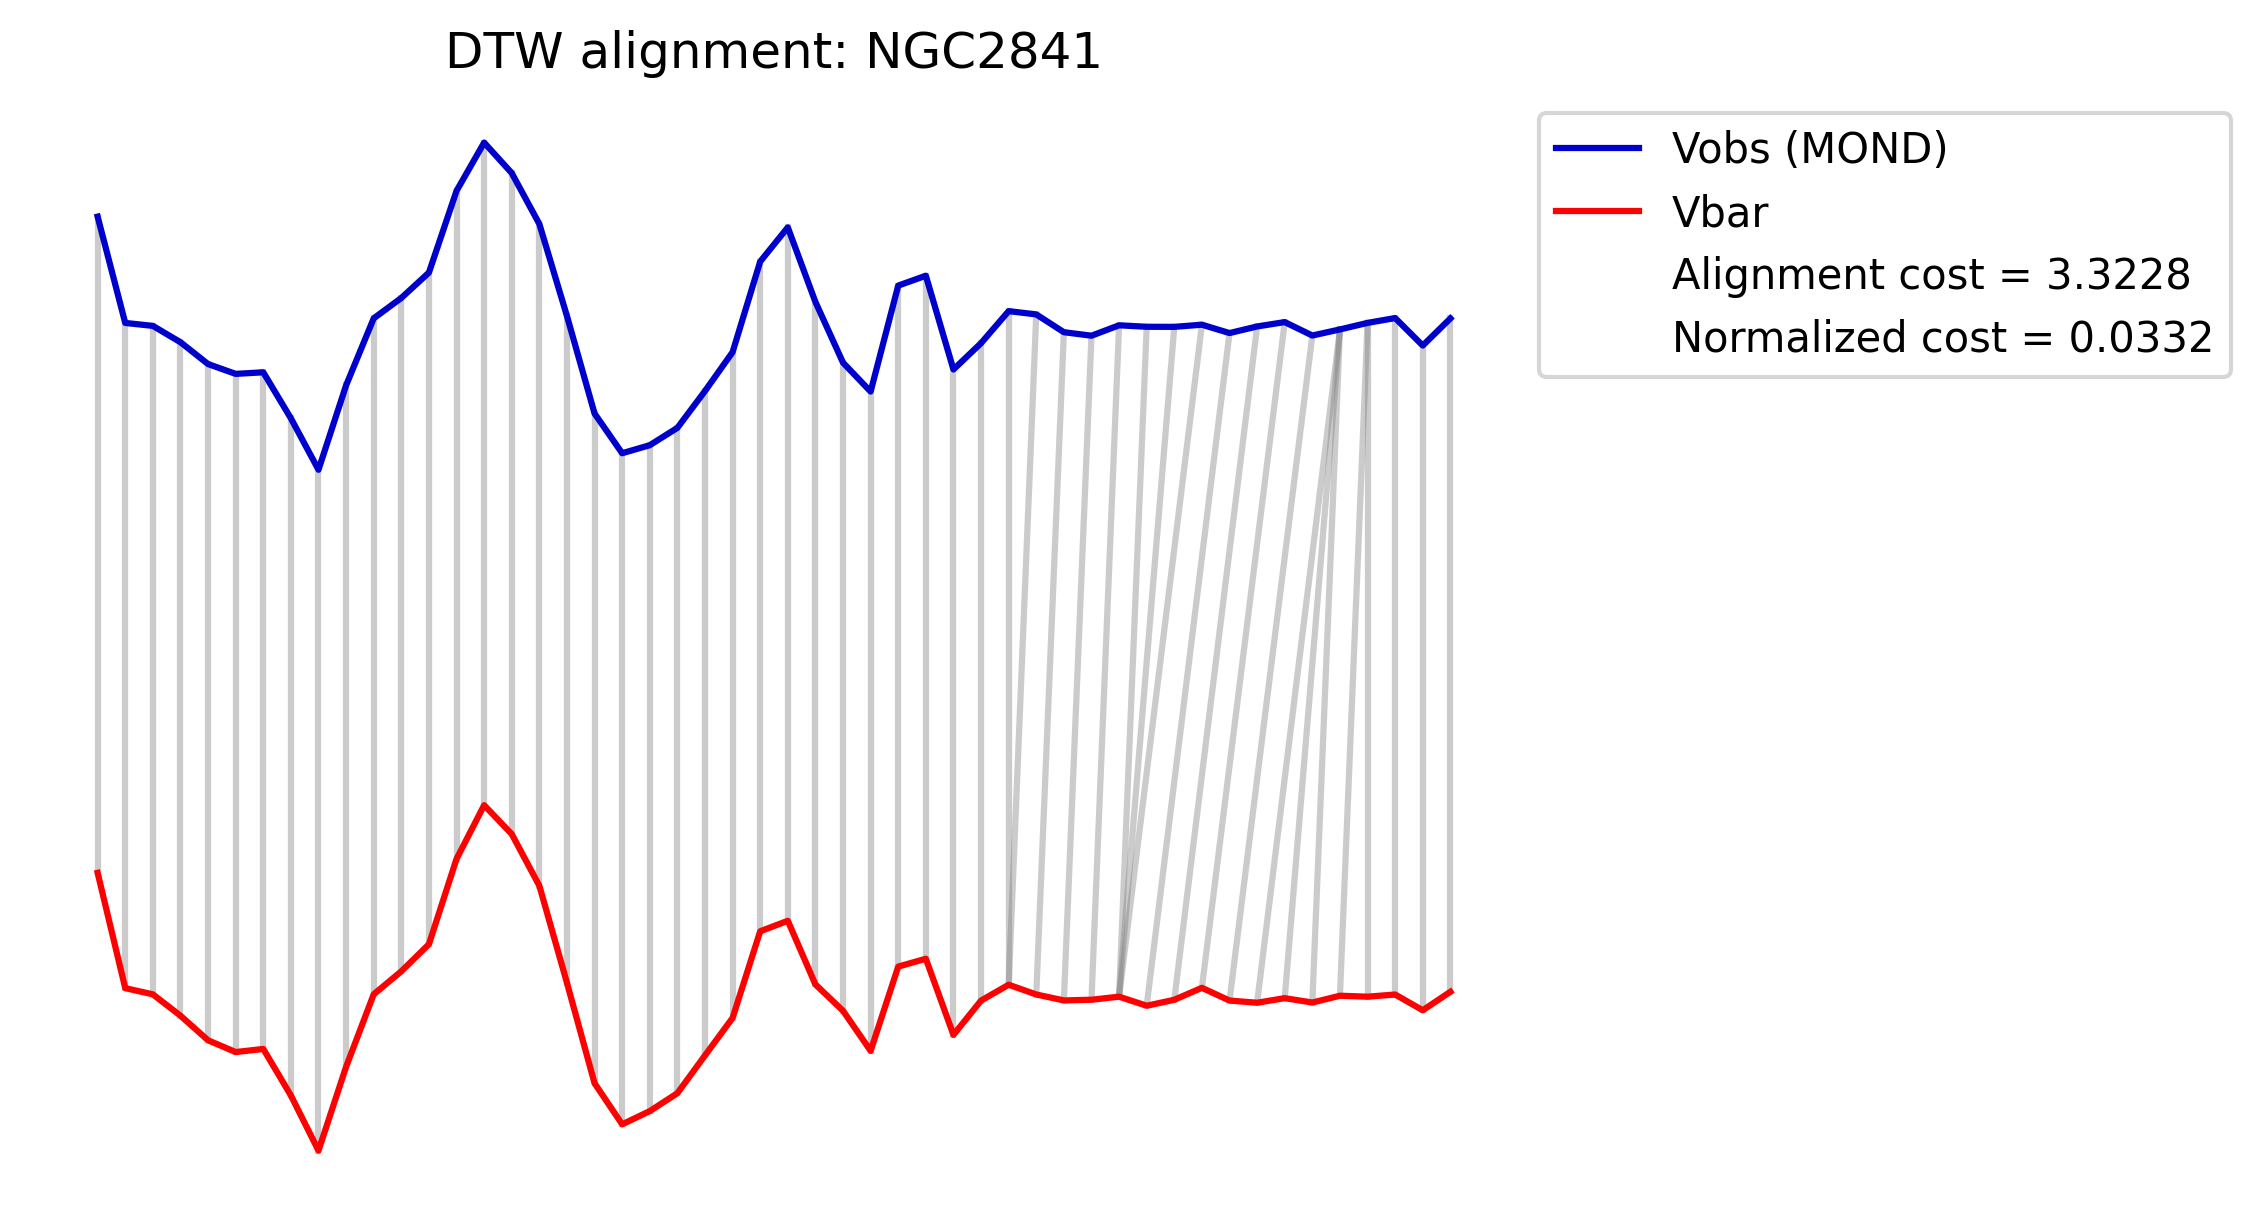 DTW alignment: NGC2841
Vobs (MOND)
Vbar
Alignment cost = 3.3228
Normalized cost = 0.0332